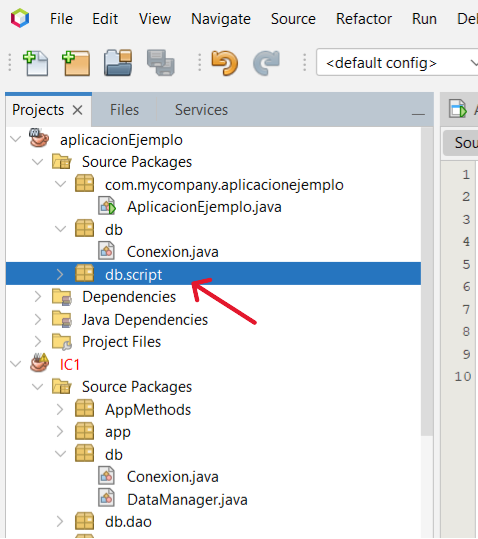 File Edit View Navigate Source Refactor Run
<default config>
Projects Files Services
aplicacionEjemplo
Source Packages
com.mycompany.aplicacionejemplo
AplicacionEjemplo.java
db
Conexion.java
db.script
Dependencies
Java Dependencies
Project Files
IC1
Source Packages
AppMethods
app
db
Conexion.java
DataManager.java
db.dao
Sou
1
2
3
4
5
6
7
8
9
10